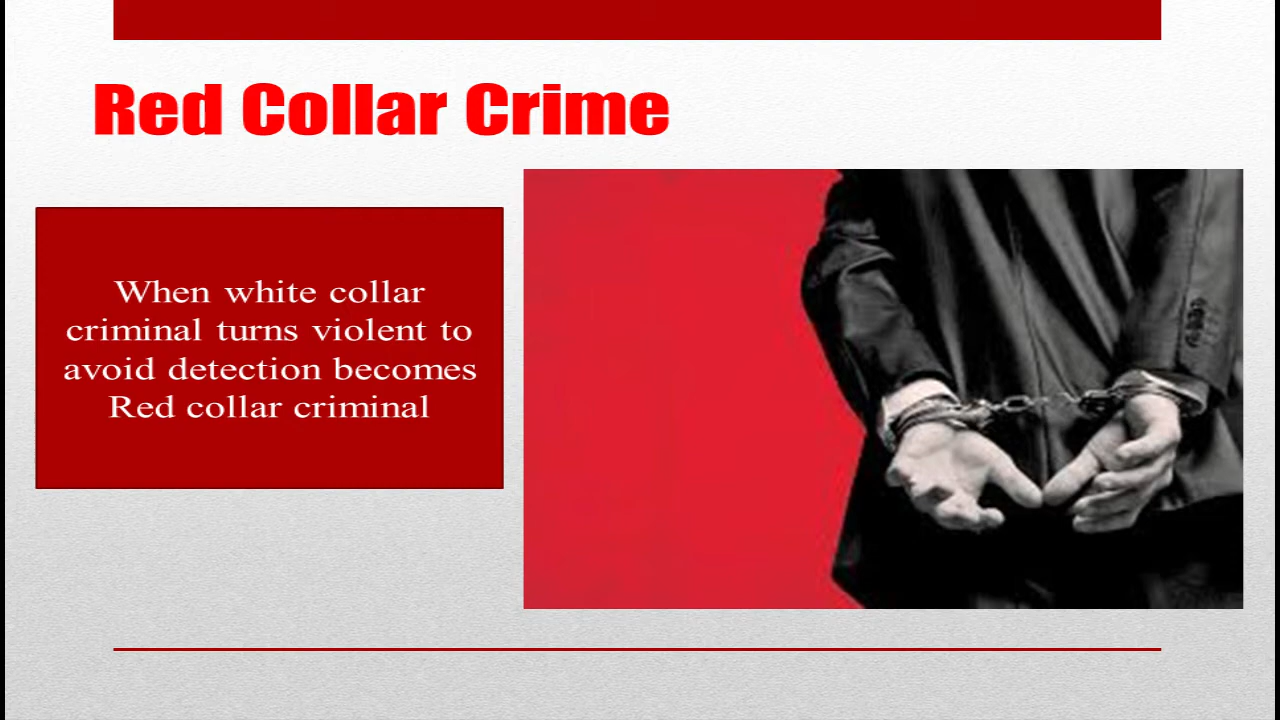 Red Collar Crime
When white collar
criminal turns violent to
avoid detection becomes
Red collar criminal